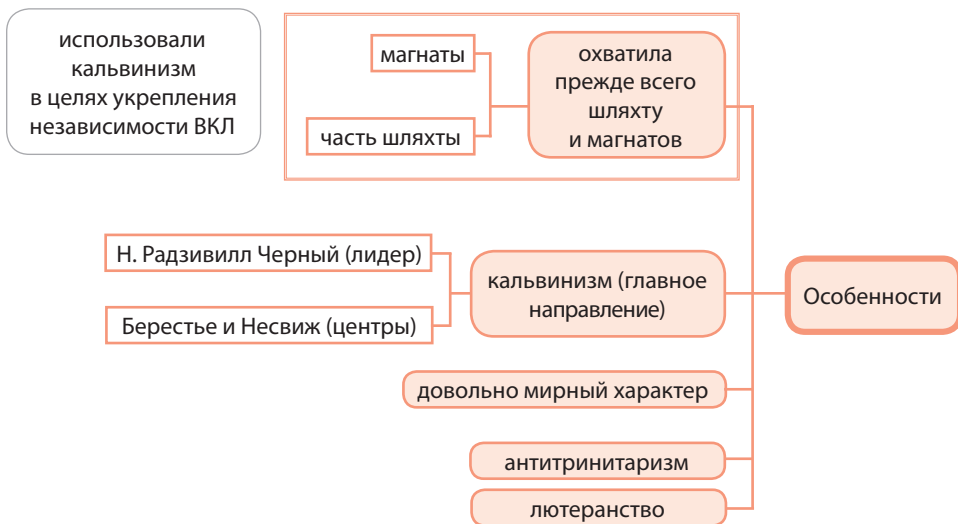 использовали
кальвинизм
в целях укрепления
независимости ВКЛ
магнаты
часть шляхты
охватила
прежде всего
шляхту
и магнатов
Н. Радзивилл Черный (лидер)
Берестье и Несвиж (центры)
кальвинизм (главное
направление)
Особенности
довольно мирный характер
антитринитаризм
лютеранство